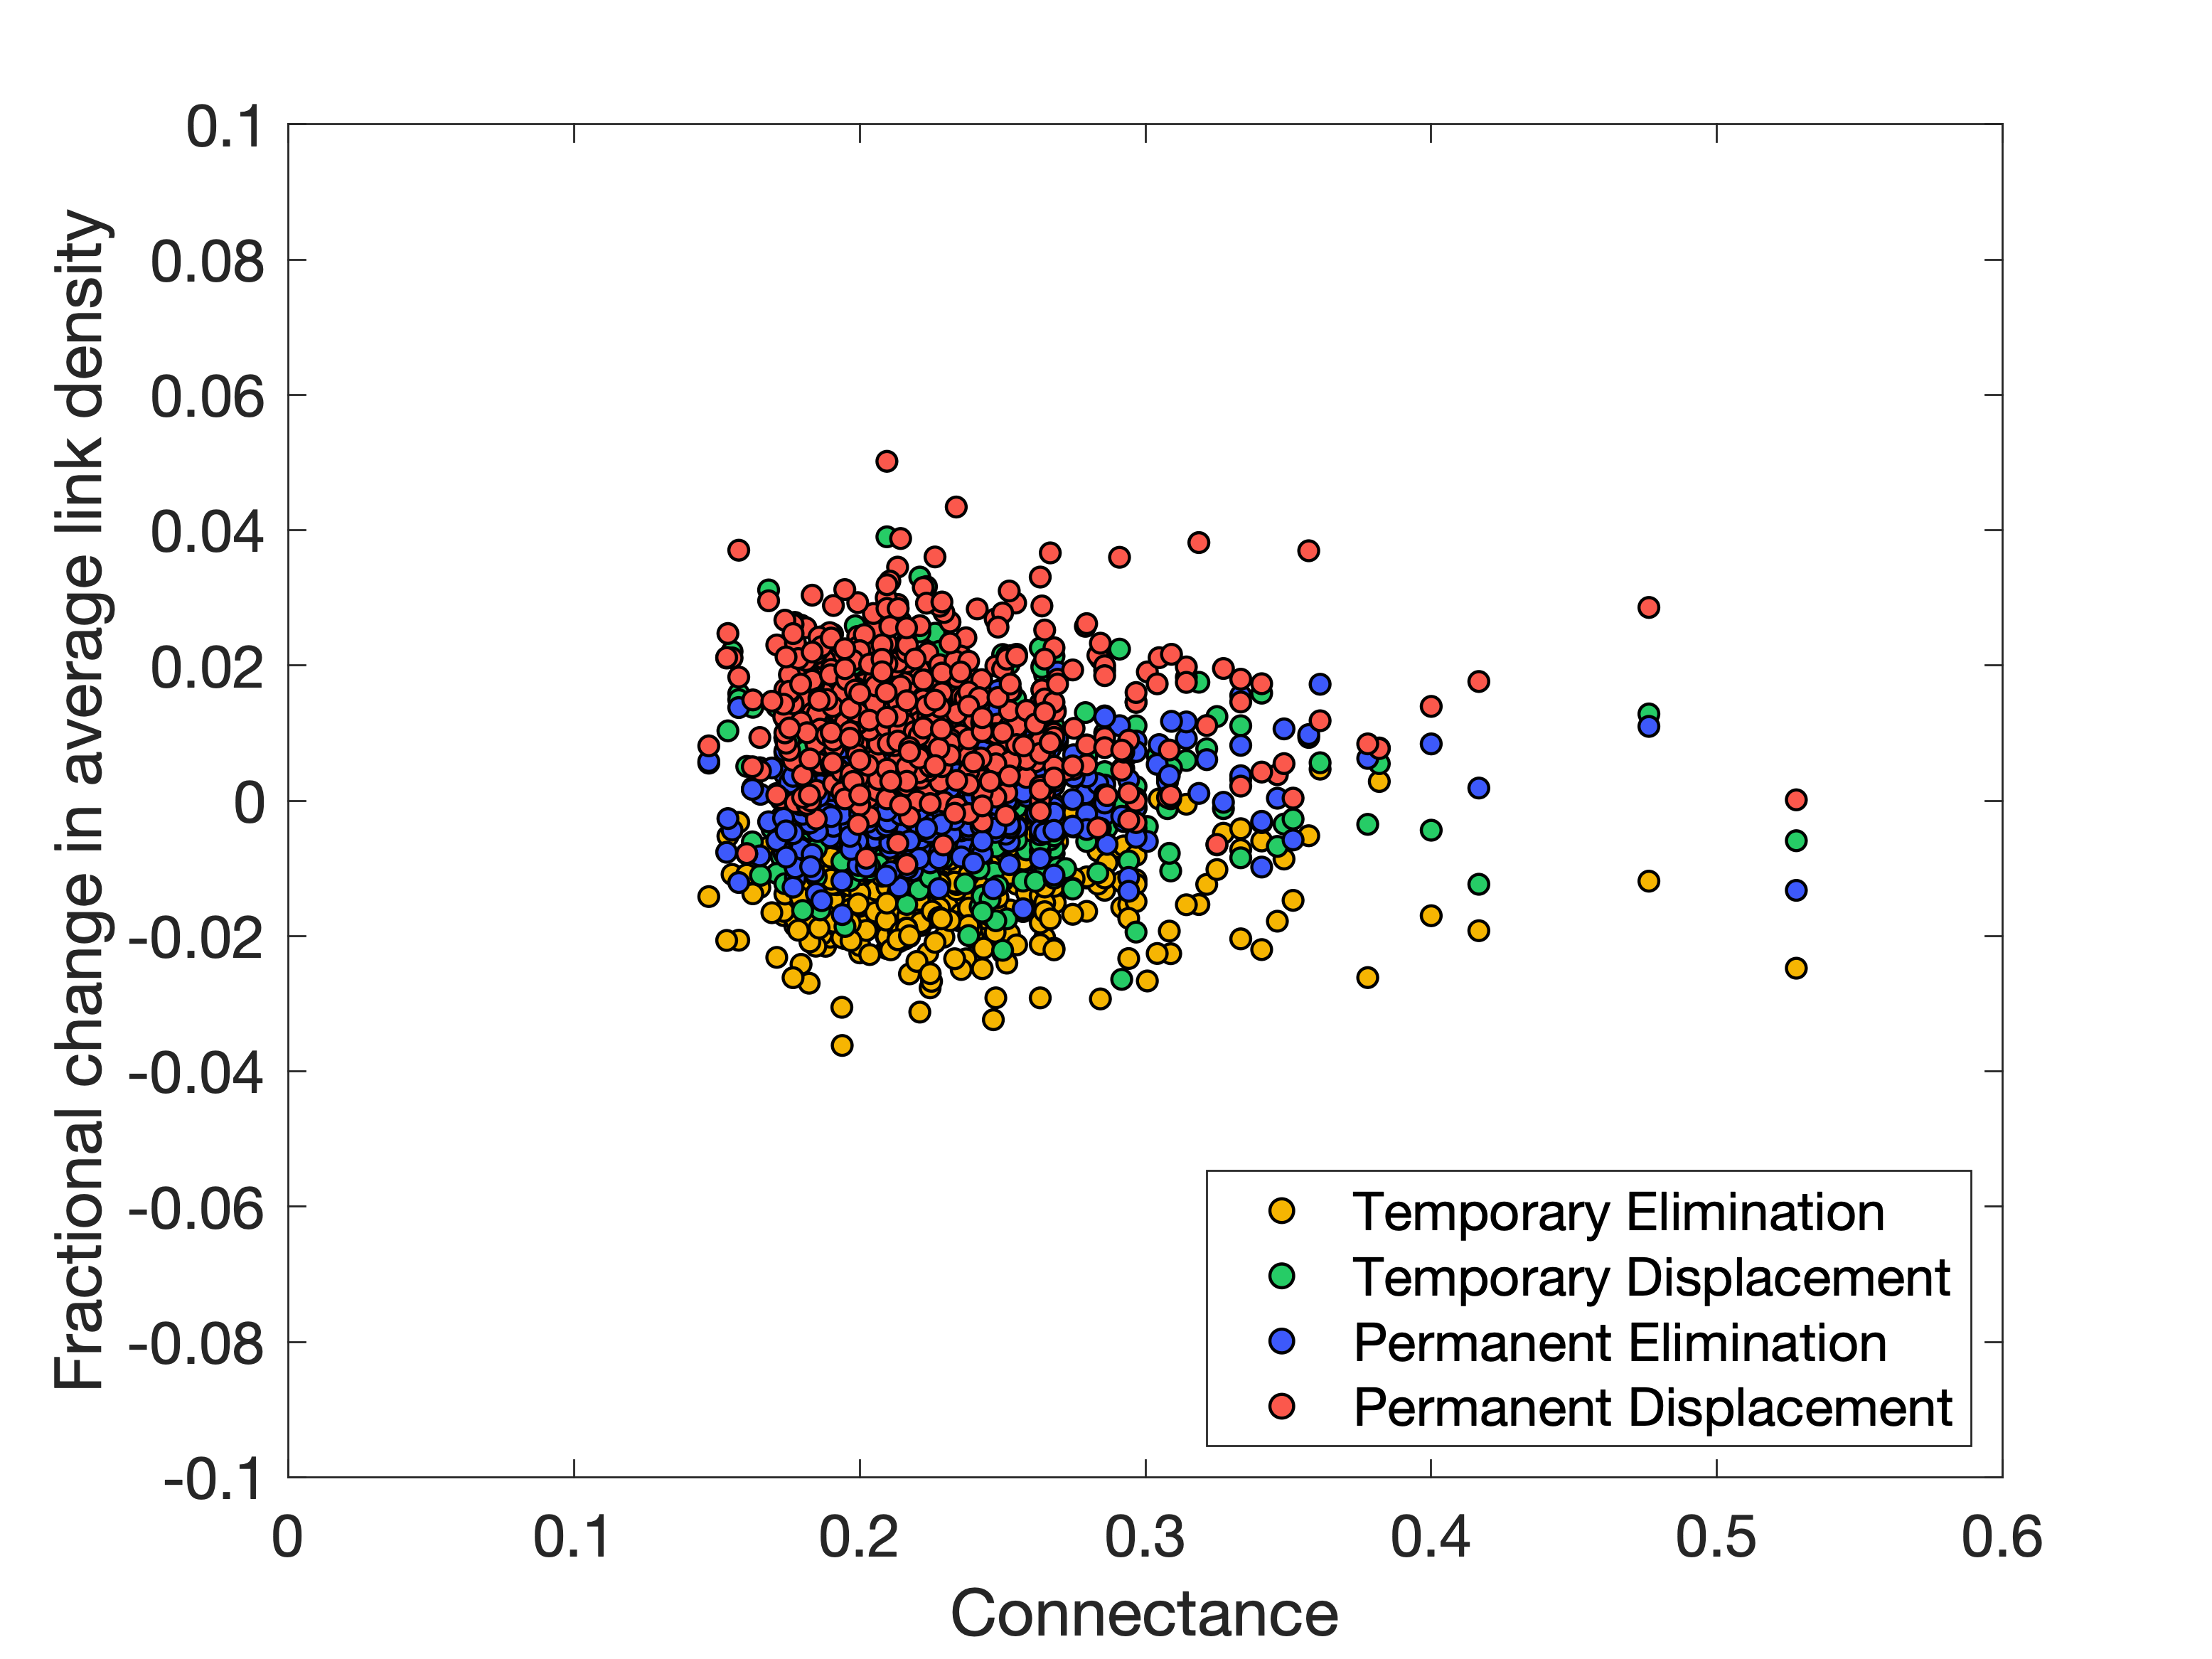 Fractional change in average link density
0.1
0.08
0.06
0.04
0.02
0
-0.02
-0.04
-0.06
-0.08
-0.1
0 0.1 0.2 0.3 0.4 0.5 0.6
Connectance
Temporary Elimination
Temporary Displacement
Permanent Elimination
Permanent Displacement